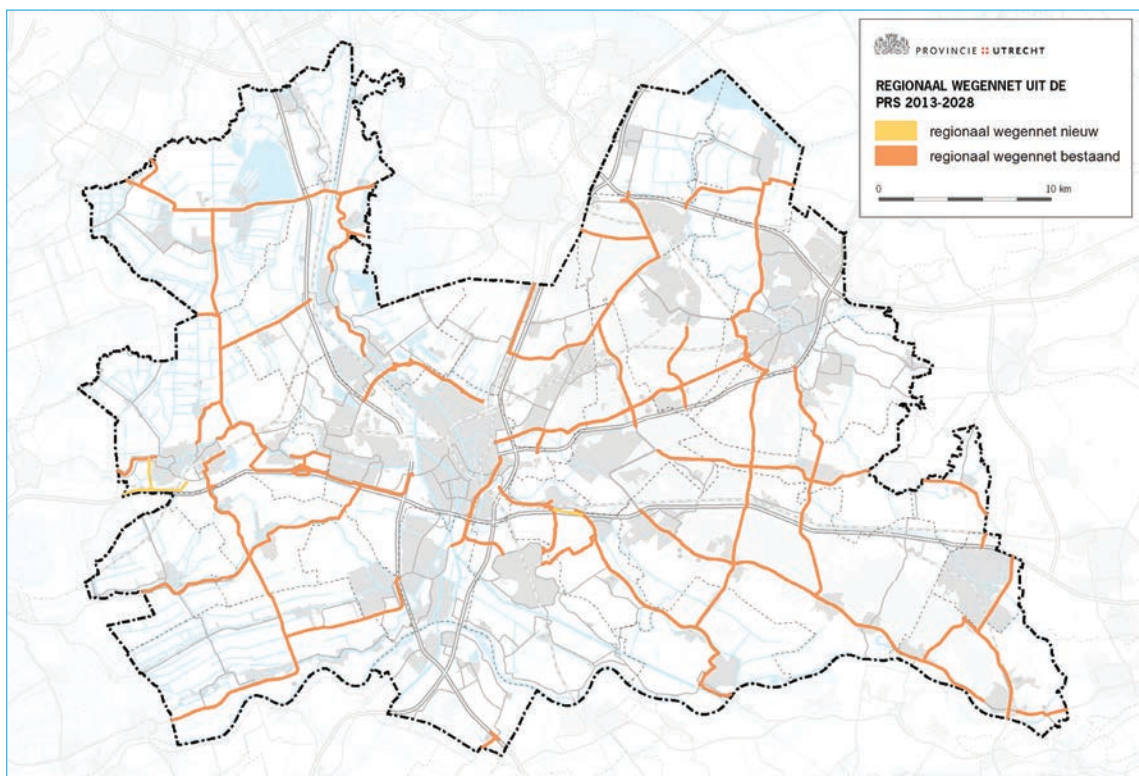 PROVINCIE UTRECHT
REGIONAAL WEGENNET UIT DE
PRS 2013-2028
regionaal wegennet nieuw
regionaal wegennet bestaand
0 10 km